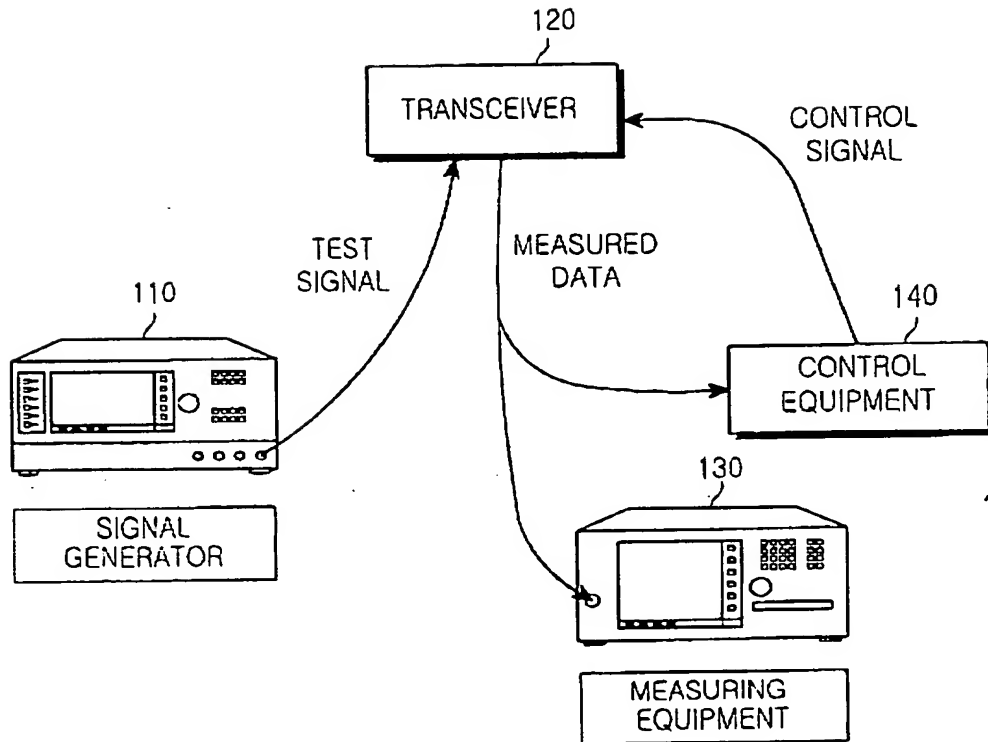 120
TRANSCEIVER
CONTROL
SIGNAL
TEST
SIGNAL
MEASURED
DATA
110
140
CONTROL
EQUIPMENT
130
SIGNAL
GENERATOR
MEASURING
EQUIPMENT